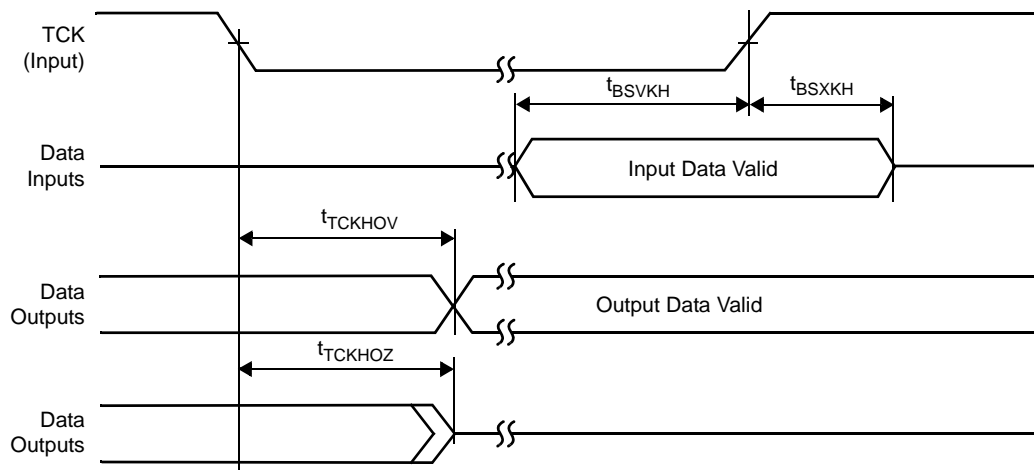 TCK
(Input)
tBSVKH
tBSXKH
Data
Inputs
Input Data Valid
tTCKHOV
Data
Outputs
Output Data Valid
tTCKHOZ
Data
Outputs